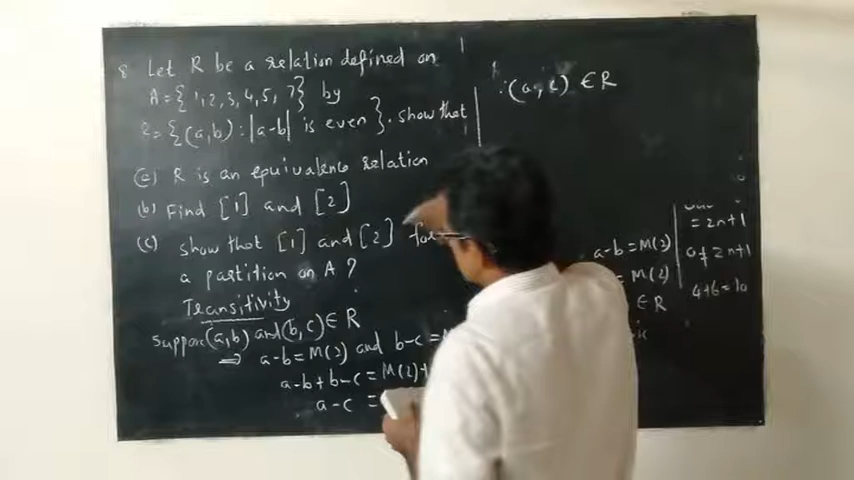 8 Let R be a relation defined on
A = {1,2,3,4,5,7} by
R = {(a,b) : |a-b| is even}. show that
(a) R is an equivalence relation
(b) Find [1] and [2]
(c) show that [1] and [2] for
a partition on A ?
Transitivity
suppose (a,b) and (b,c) ∈ R
⇒ a-b = M(2) and b-c =
a-b+b-c = M(2)+
a-c =
∴ (a,c) ∈ R
a-b = M(2)
= M(2)
∈ R
= 2n+1
of 2n+1
4+6=10